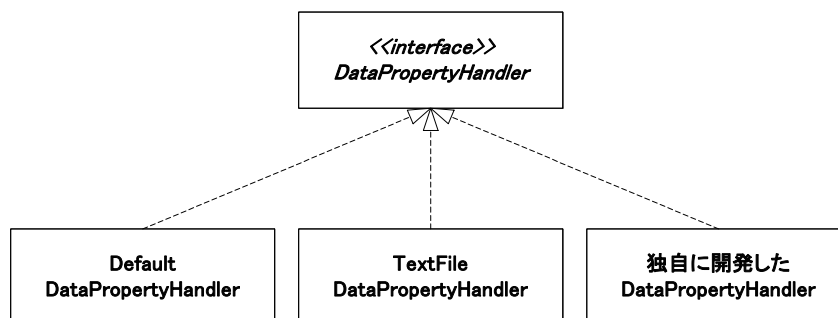 <<interface>>
DataPropertyHandler
Default
DataPropertyHandler
TextFile
DataPropertyHandler
独自に開発した
DataPropertyHandler